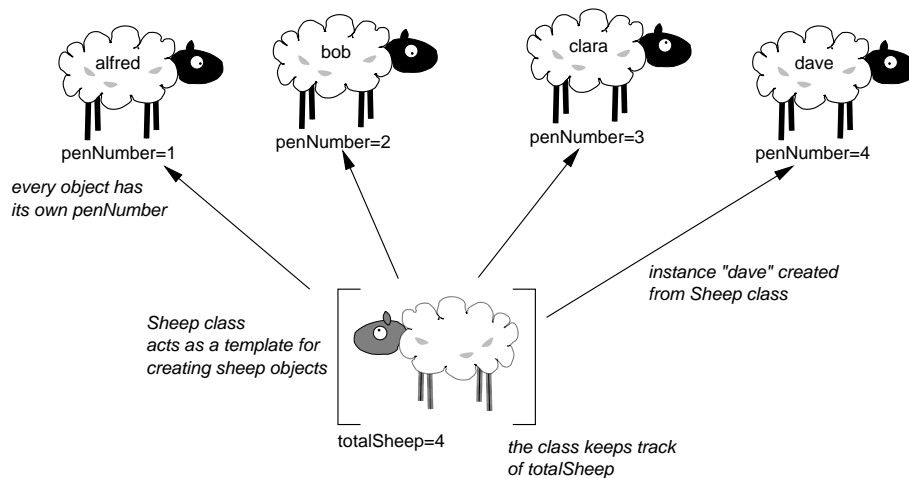 alfred
bob
clara
dave
penNumber=1
penNumber=2
penNumber=3
penNumber=4
every object has
its own penNumber
instance "dave" created
from Sheep class
Sheep class
acts as a template for
creating sheep objects
totalSheep=4
the class keeps track
of totalSheep